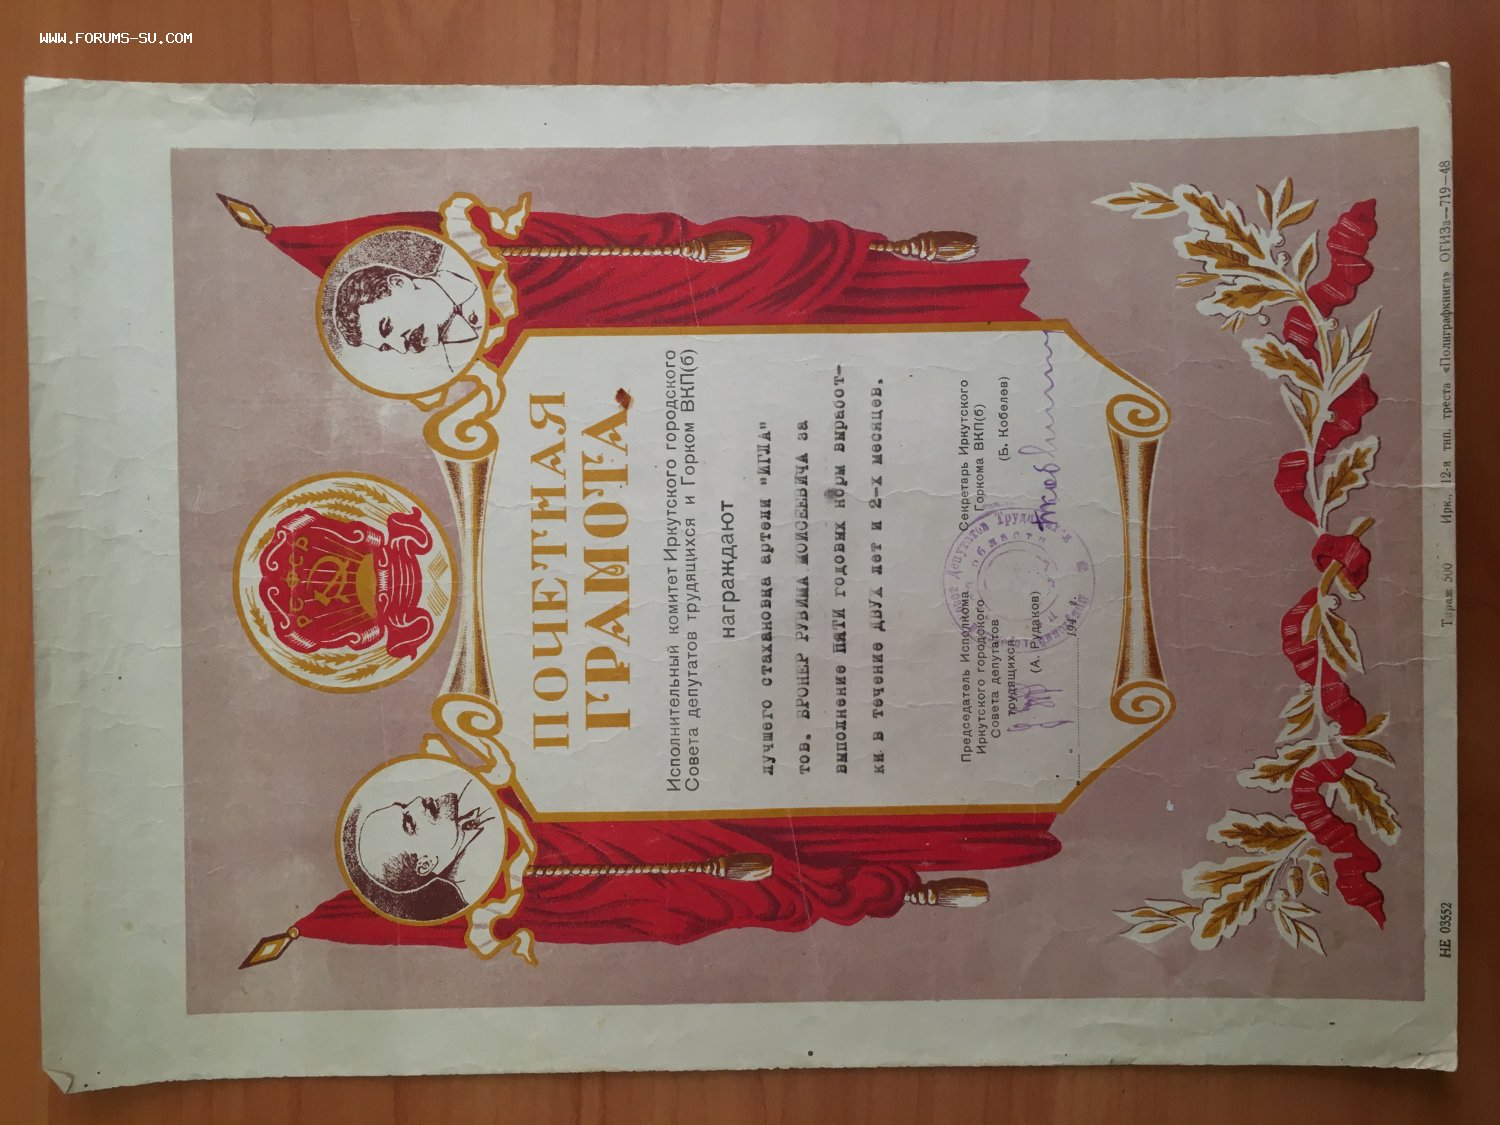 WWW.FORUMS-SU.COM
РСФСР
ПОЧЕТНАЯ
ГРАМОТА
Исполнительный комитет Иркутского городского
Совета депутатов трудящихся и Горком ВКП(б)
награждают
лучшего стахановца артели "ИГЛА"
тов. БРОНЕР РУВИМА МОИСЕЕВИЧА за
выполнение ПЯТИ годовых норм выработ-
ки в течение ДВУХ лет и 2-х месяцев.
Председатель Исполкома
Иркутского городского
Совета депутатов
трудящихся
(А. Рудаков)
Секретарь Иркутского
Горкома ВКП(б)
(Б. Кобелев)
194 г.
НЕ 03552
Тираж 500
Ирк., 12-я тип. треста «Полиграфкнига» ОГИЗа—719—48